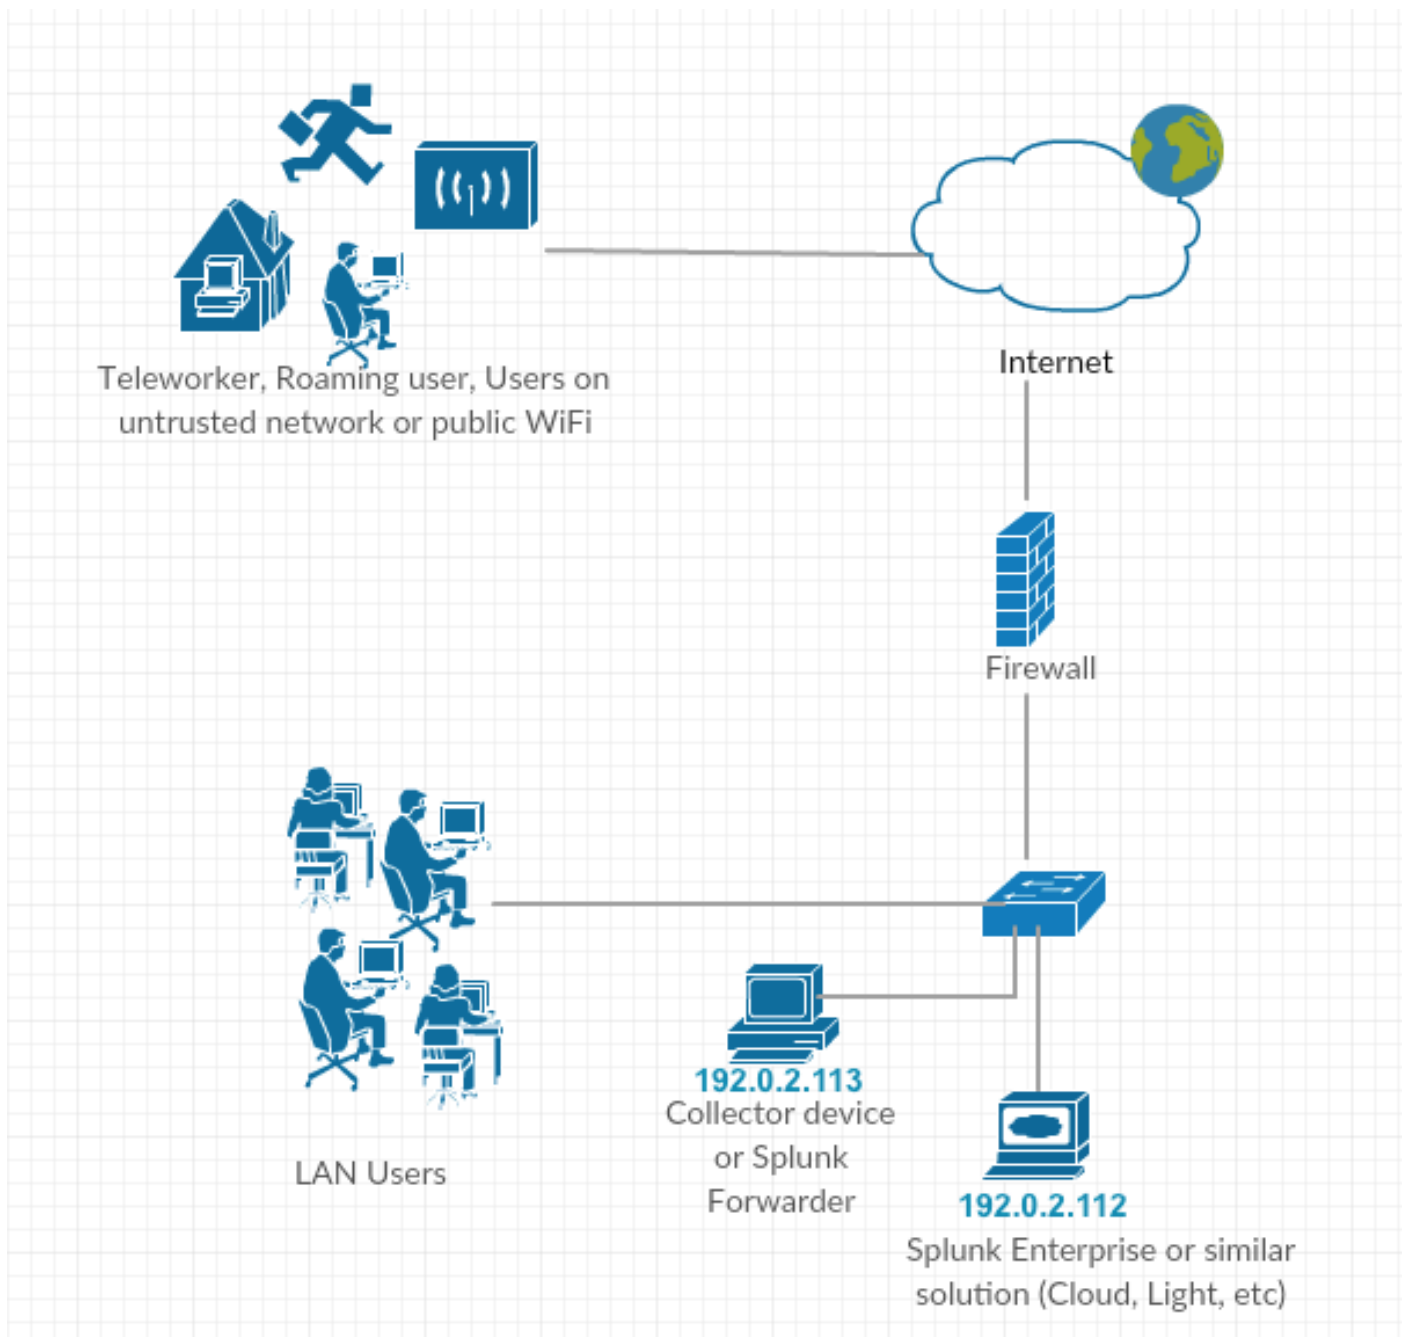 Teleworker, Roaming user, Users on
untrusted network or public WiFi
Internet
Firewall
LAN Users
192.0.2.113
Collector device
or Splunk
Forwarder
192.0.2.112
Splunk Enterprise or similar
solution (Cloud, Light, etc)